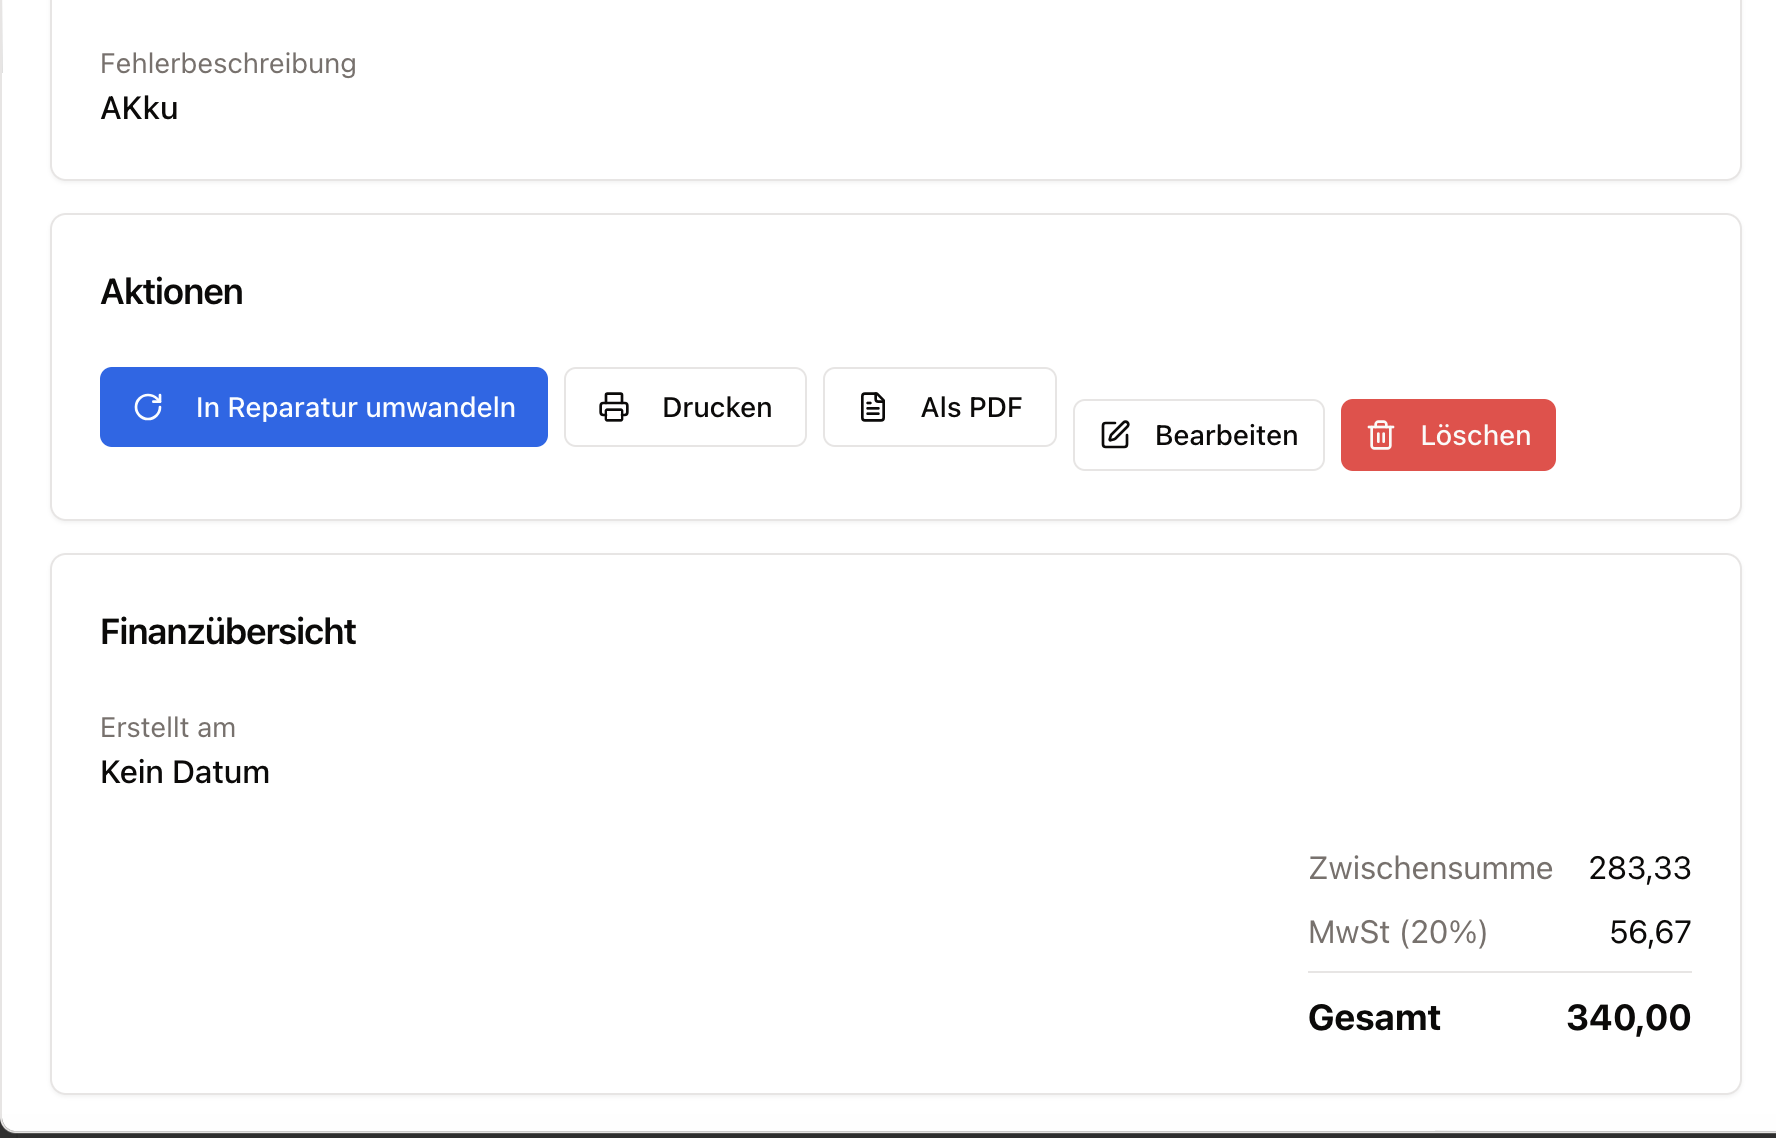 Fehlerbeschreibung
AKku
Aktionen
In Reparatur umwandeln
Drucken
Als PDF
Bearbeiten
Löschen
Finanzübersicht
Erstellt am
Kein Datum
Zwischensumme 283,33
MwSt (20%) 56,67
Gesamt 340,00